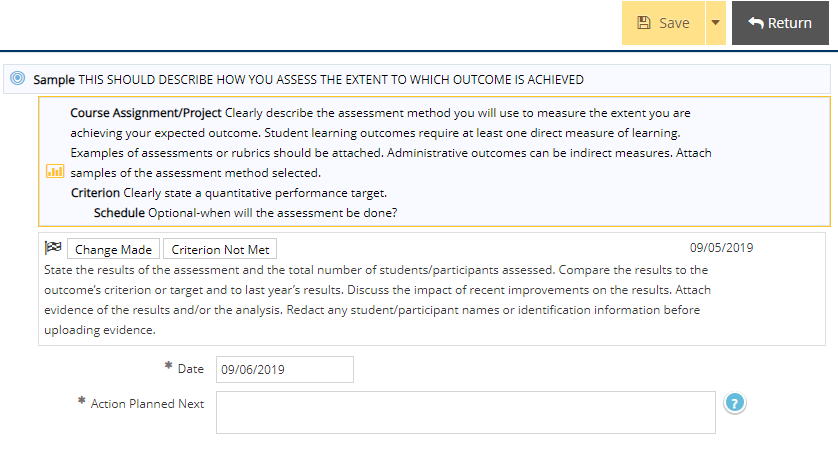 Save
Return
Sample THIS SHOULD DESCRIBE HOW YOU ASSESS THE EXTENT TO WHICH OUTCOME IS ACHIEVED
Course Assignment/Project Clearly describe the assessment method you will use to measure the extent you are
achieving your expected outcome. Student learning outcomes require at least one direct measure of learning.
Examples of assessments or rubrics should be attached. Administrative outcomes can be indirect measures. Attach
samples of the assessment method selected.
Criterion Clearly state a quantitative performance target.
Schedule Optional-when will the assessment be done?
Change Made Criterion Not Met 09/05/2019
State the results of the assessment and the total number of students/participants assessed. Compare the results to the
outcome's criterion or target and to last year's results. Discuss the impact of recent improvements on the results. Attach
evidence of the results and/or the analysis. Redact any student/participant names or identification information before
uploading evidence.
* Date 09/06/2019
* Action Planned Next ?